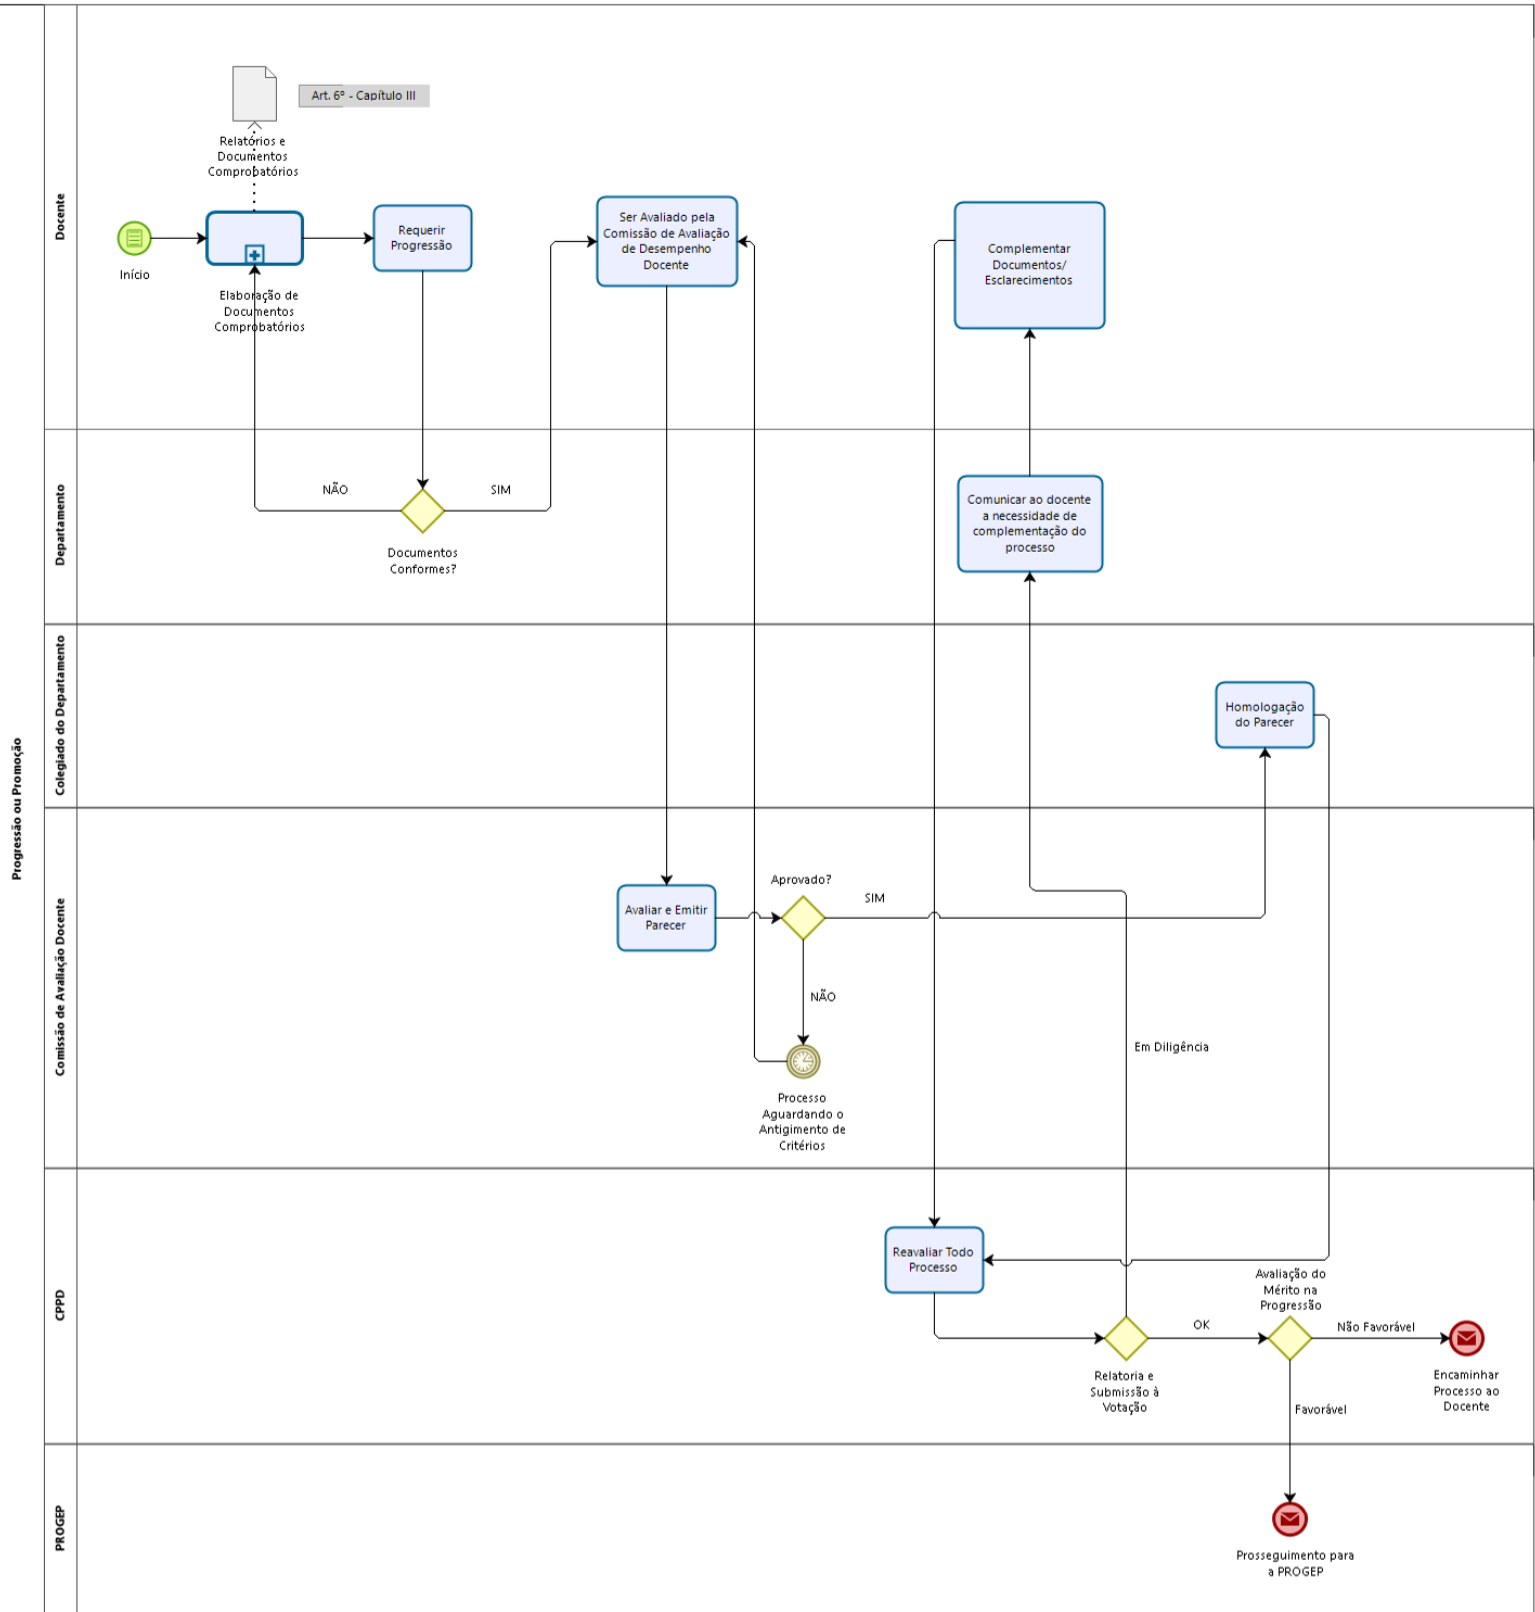 Progressão ou Promoção
Docente
Art. 6º - Capítulo III
Relatórios e
Documentos
Comprobatórios
Início
Elaboração de
Documentos
Comprobatórios
Requerir
Progressão
Ser Avaliado pela
Comissão de Avaliação
de Desempenho
Docente
Complementar
Documentos/
Esclarecimentos
Departamento
NÃO
SIM
Documentos
Conformes?
Comunicar ao docente
a necessidade de
complementação do
processo
Colegiado do Departamento
Homologação
do Parecer
Comissão de Avaliação Docente
Avaliar e Emitir
Parecer
Aprovado?
SIM
NÃO
Processo
Aguardando o
Antigimento de
Critérios
Em Diligência
CPPD
Reavaliar Todo
Processo
Relatoria e
Submissão à
Votação
OK
Avaliação do
Mérito na
Progressão
Não Favorável
Encaminhar
Processo ao
Docente
Favorável
PROGEP
Prosseguimento para
a PROGEP